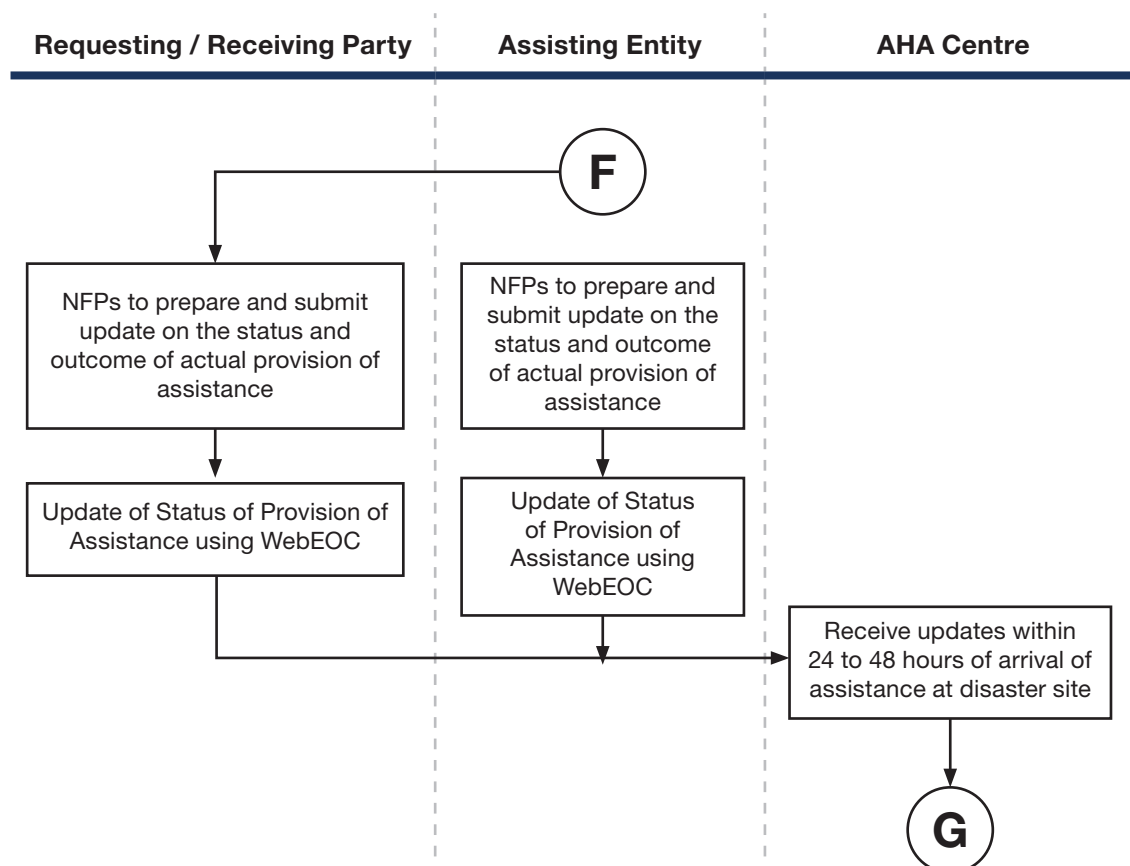 Requesting / Receiving Party
Assisting Entity
AHA Centre
F
NFPs to prepare and submit
update on the status and
outcome of actual provision of
assistance
NFPs to prepare and
submit update on the
status and outcome
of actual provision of
assistance
Update of Status of Provision of
Assistance using WebEOC
Update of Status
of Provision of
Assistance using
WebEOC
Receive updates within
24 to 48 hours of arrival of
assistance at disaster site
G